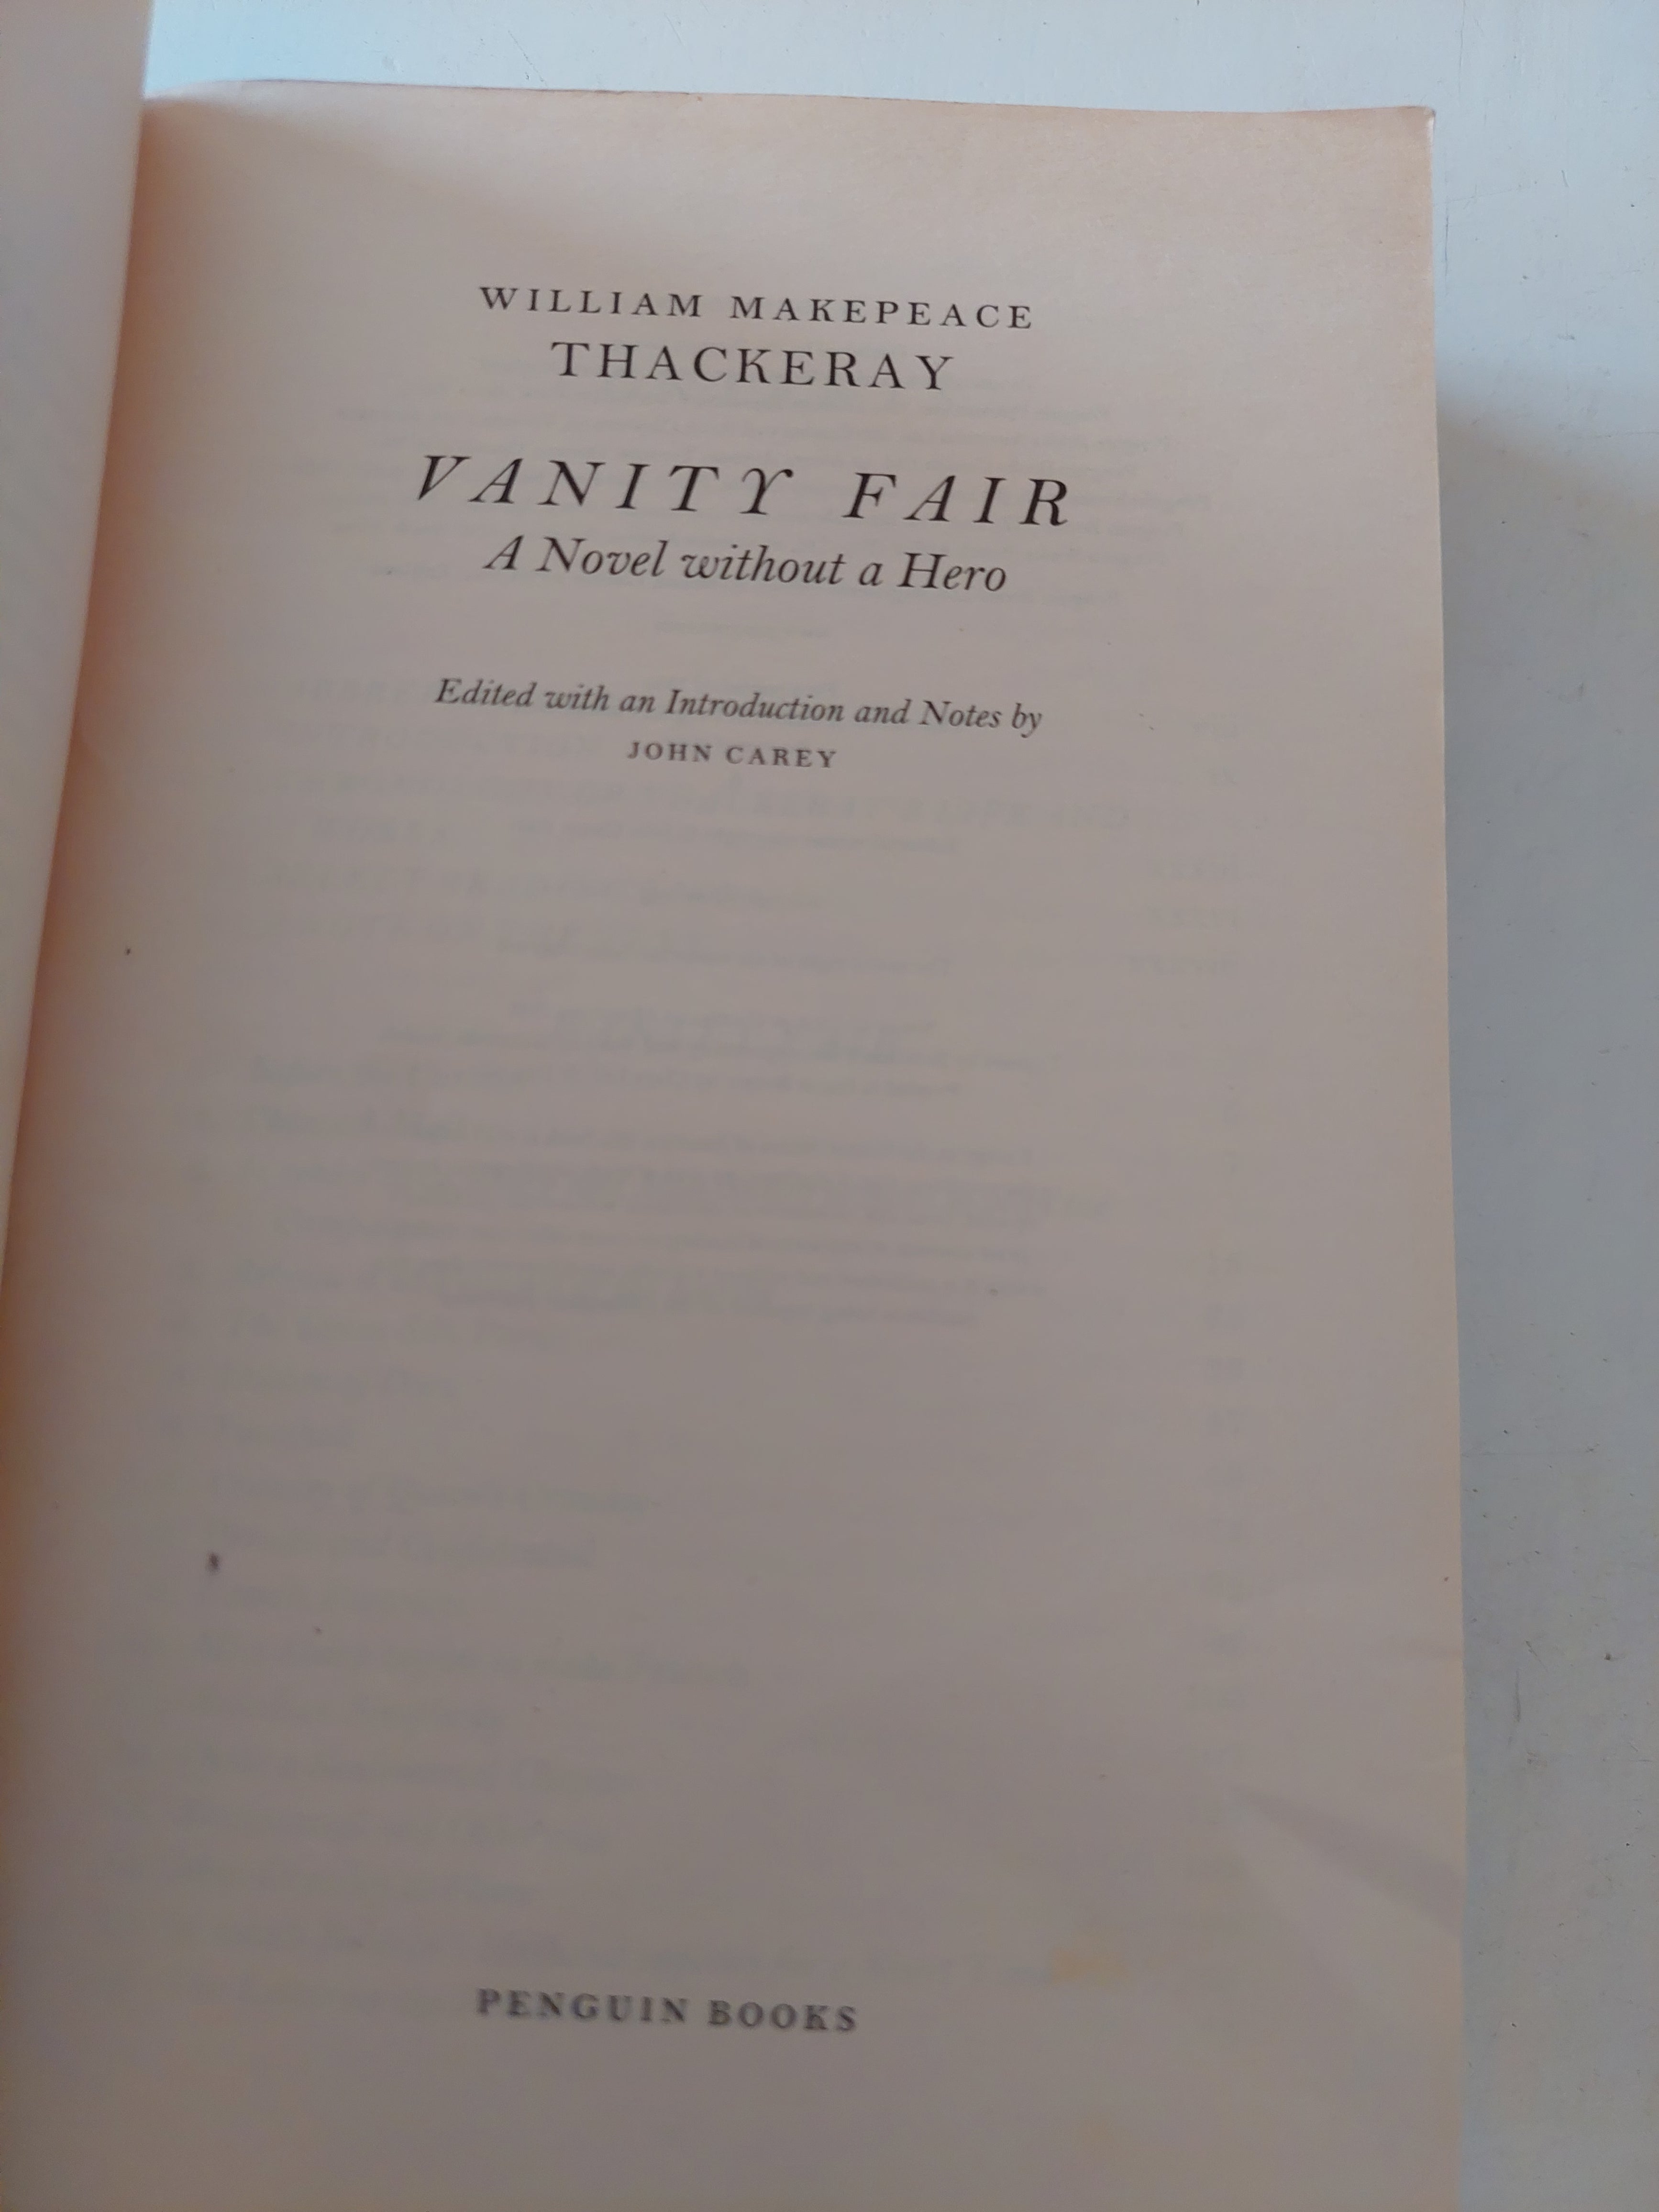 WILLIAM MAKEPEACE
THACKERAY
VANITY FAIR
A Novel without a Hero
Edited with an Introduction and Notes by
JOHN CAREY
PENGUIN BOOKS